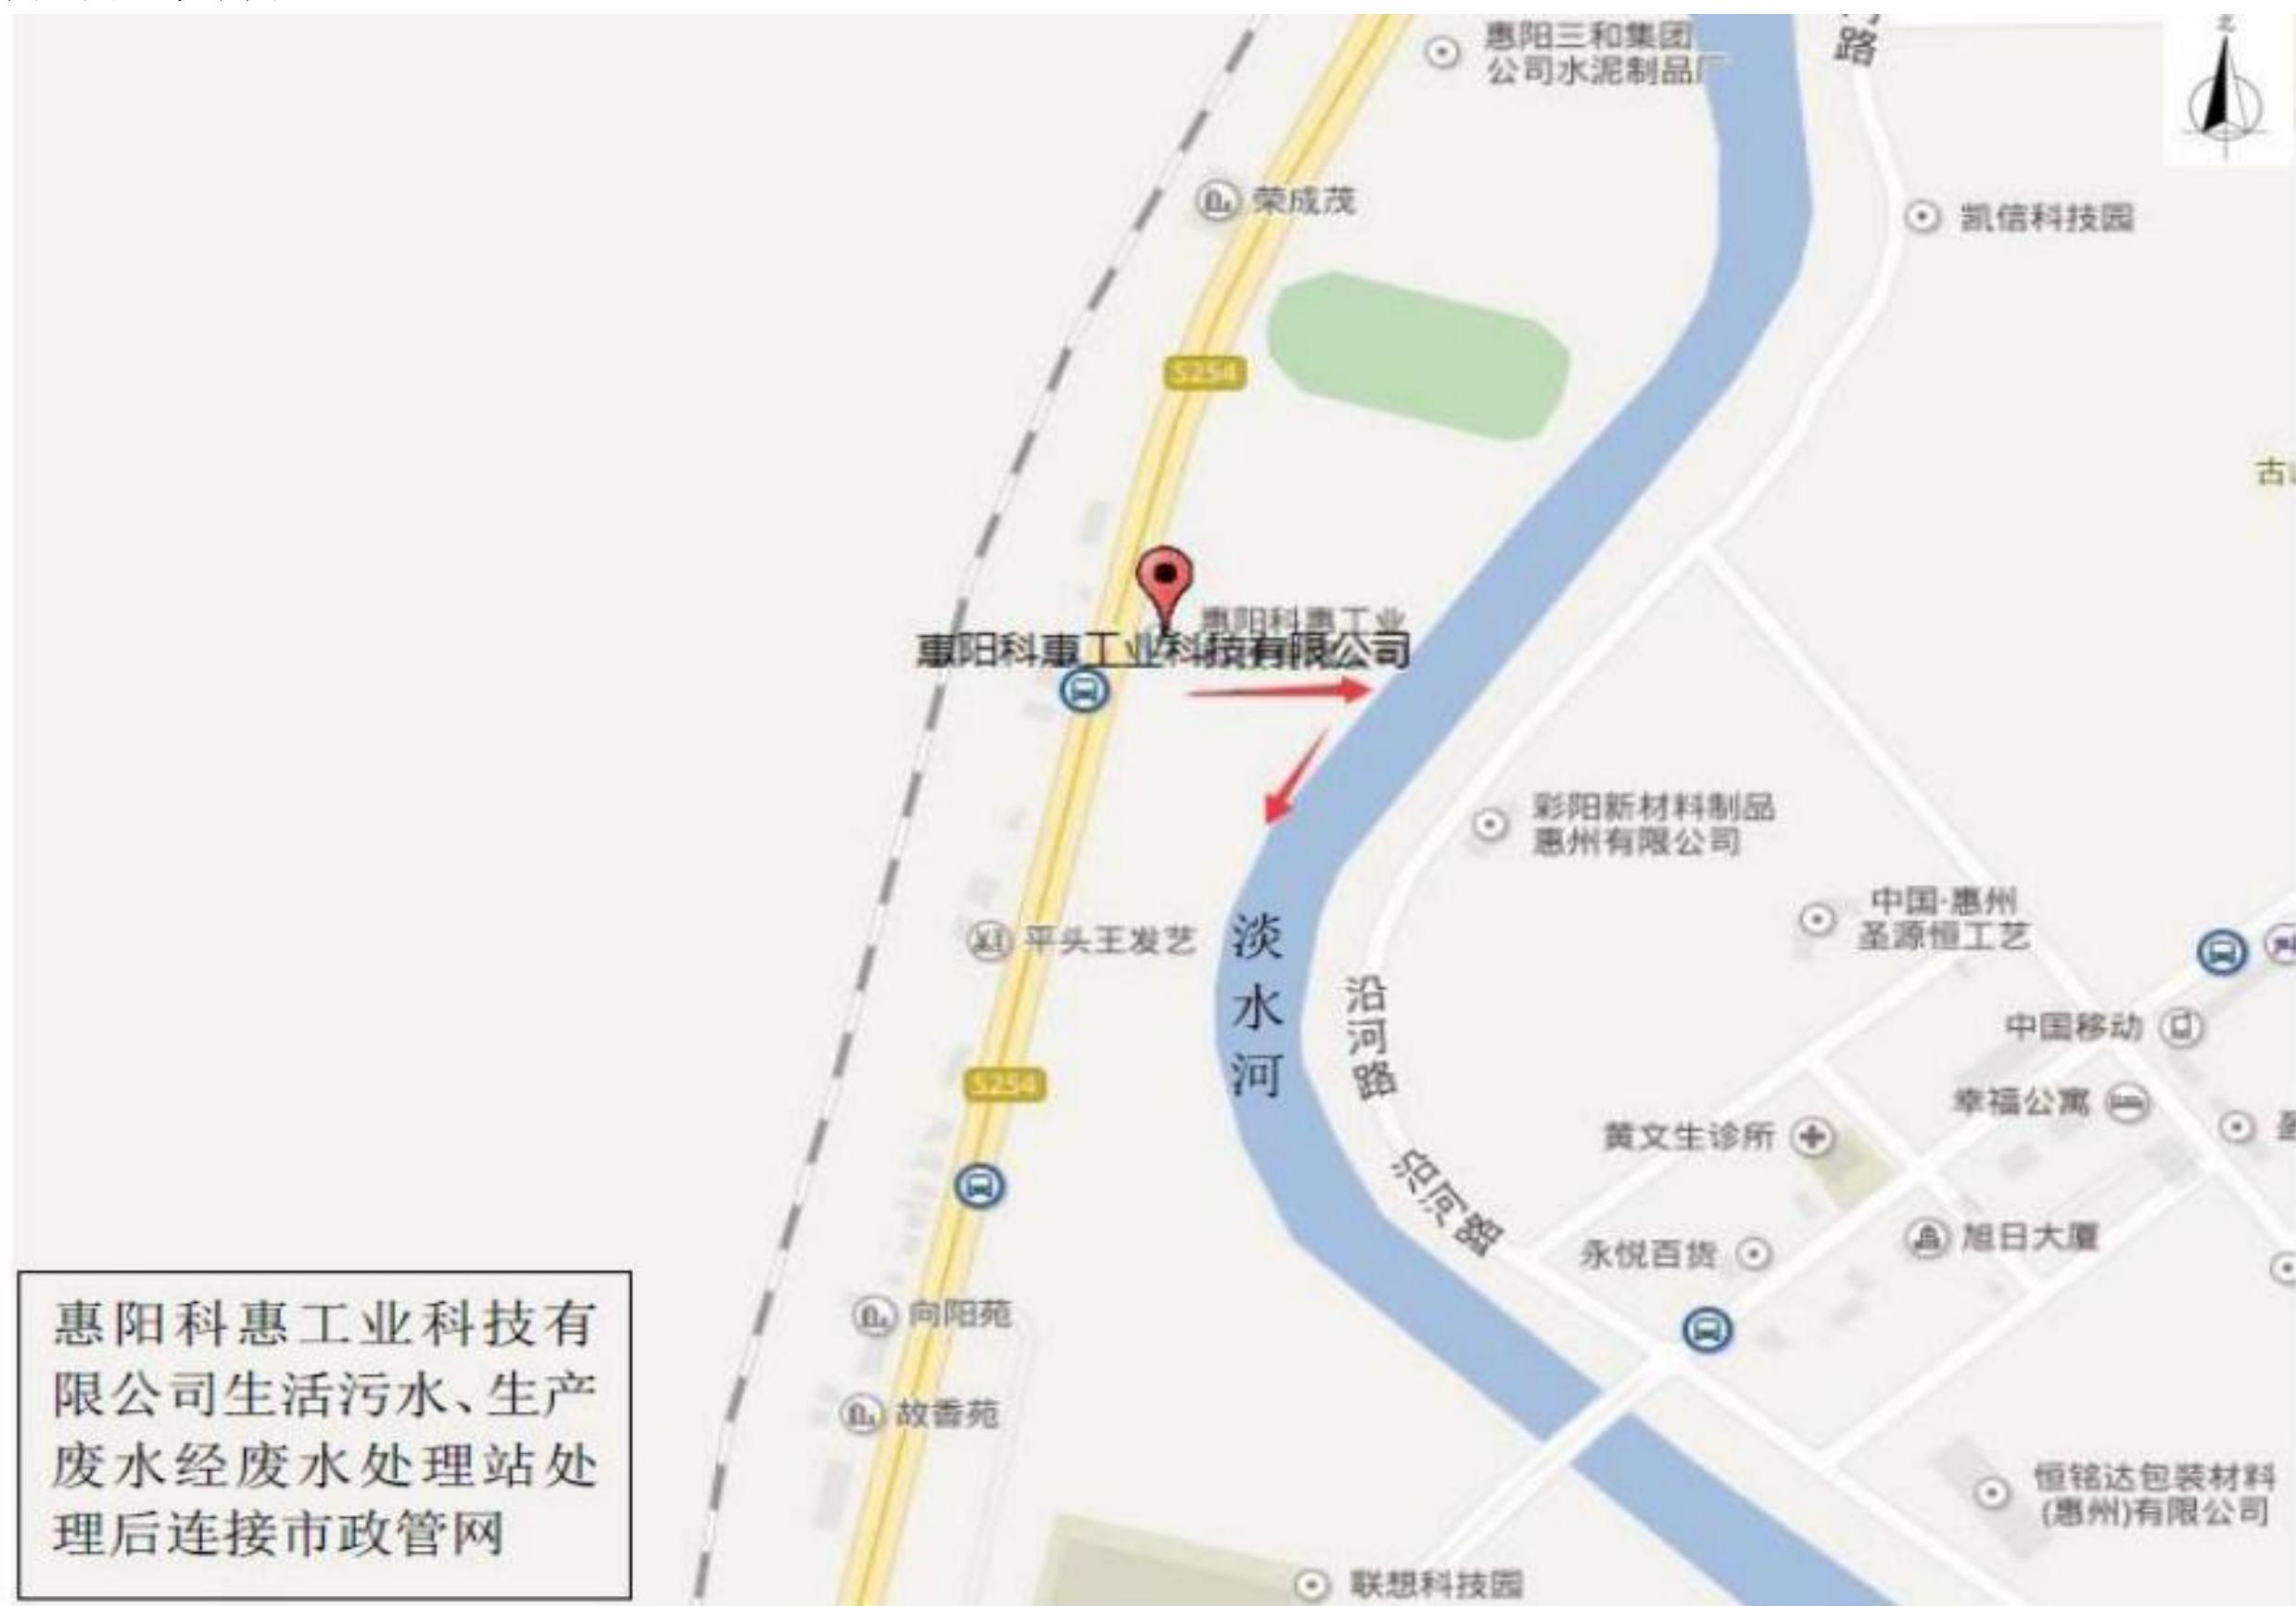 北
惠阳三和集团
公司水泥制品厂
路
荣成茂
凯信科技园
S254
惠阳科惠工业
惠阳科惠工业科技有限公司
彩阳新材料制品
惠州有限公司
中国·惠州
圣源恒工艺
平头王发艺
淡水河
沿河路
中国移动
S254
幸福公寓
黄文生诊所
沿河路
旭日大厦
永悦百货
向阳苑
故香苑
恒铭达包装材料
(惠州)有限公司
联想科技园
惠阳科惠工业科技有
限公司生活污水、生产
废水经废水处理站处
理后连接市政管网